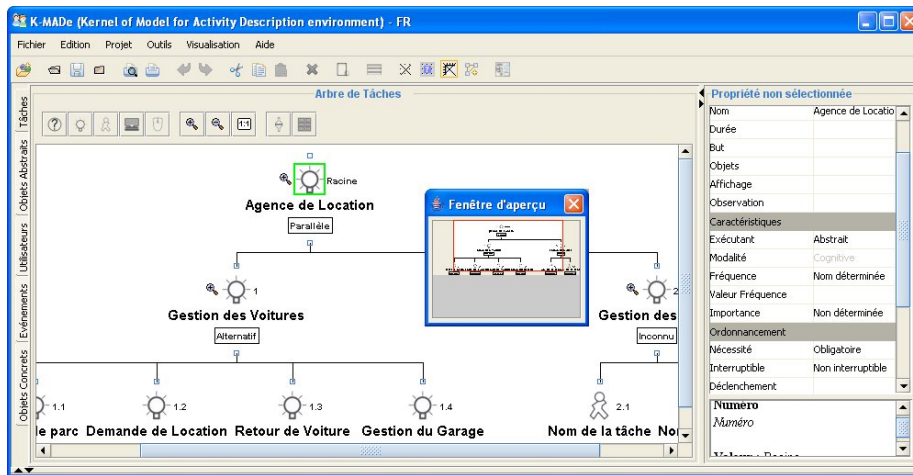 K-MADe (Kernel of Model for Activity Description environment) - FR
Fichier Edition Projet Outils Visualisation Aide
Arbre de Tâches
Propriété non sélectionnée
Tâches
Objets Abstraits
Utilisateurs
Evénements
Objets Concrets
1:1
Racine
Agence de Location
Parallèle
Fenêtre d'aperçu
1
Gestion des Voitures
Alternatif
2
Gestion des
Inconnu
1.1
1.2
1.3
1.4
2.1
le parc Demande de Location Retour de Voiture Gestion du Garage Nom de la tâche No
Nom Agence de Locatio
Durée
But
Objets
Affichage
Observation
Caractéristiques
Exécutant Abstrait
Modalité Cognitive
Fréquence Nom déterminée
Valeur Fréquence
Importance Non déterminée
Ordonnancement
Nécessité Obligatoire
Interruptible Non interruptible
Déclenchement
Numéro
Numéro
Valeur : Racine